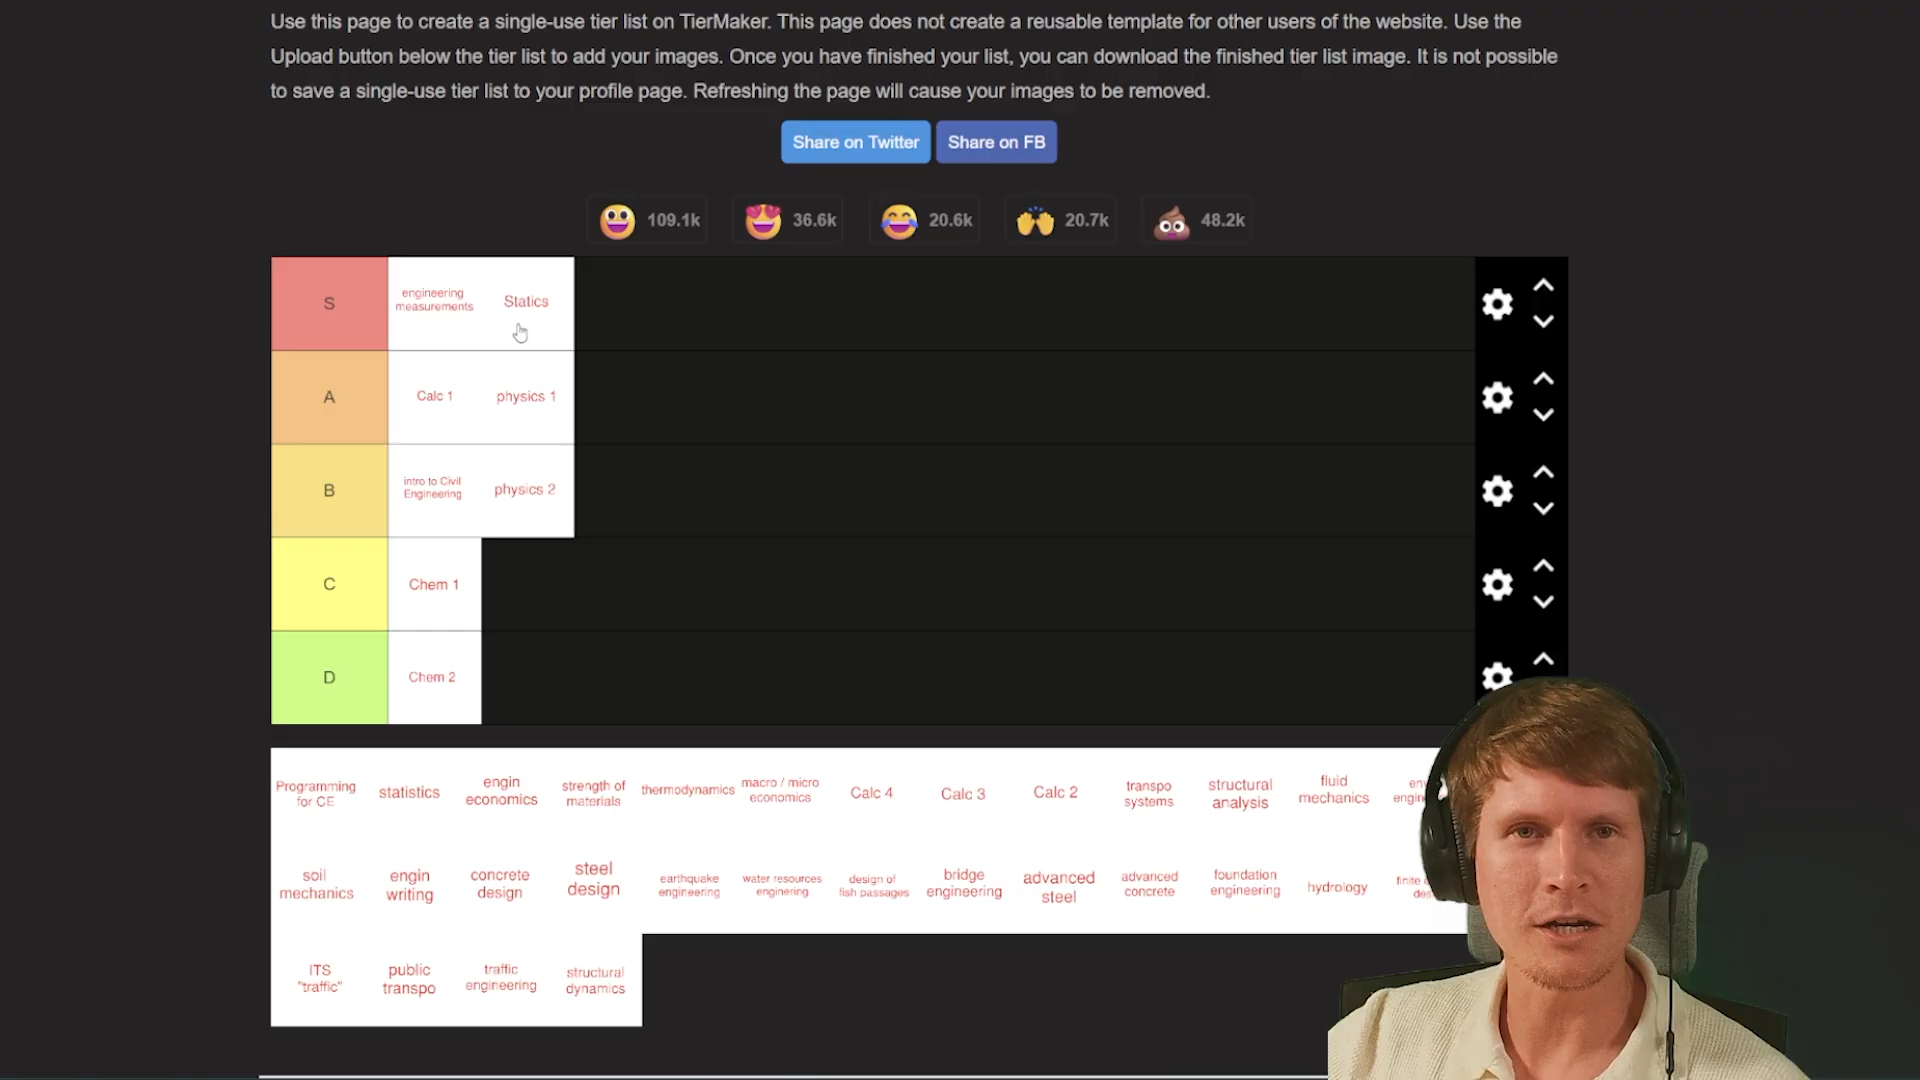 Use this page to create a single-use tier list on TierMaker. This page does not create a reusable template for other users of the website. Use the
Upload button below the tier list to add your images. Once you have finished your list, you can download the finished tier list image. It is not possible
to save a single-use tier list to your profile page. Refreshing the page will cause your images to be removed.
Share on Twitter Share on FB
109.1k 36.6k 20.6k 20.7k 48.2k
S
engineering
measurements
Statics
A
Calc 1
physics 1
B
intro to Civil
Engineering
physics 2
C
Chem 1
D
Chem 2
Programming
for CE
statistics
engin
economics
strength of
materials
thermodynamics
macro / micro
economics
Calc 4
Calc 3
Calc 2
transpo
systems
structural
analysis
fluid
mechanics
soil
mechanics
engin
writing
concrete
design
steel
design
earthquake
engineering
water resources
enginering
design of
fish passages
bridge
engineering
advanced
steel
advanced
concrete
foundation
engineering
hydrology
finite
ITS
"traffic"
public
transpo
traffic
engineering
structural
dynamics